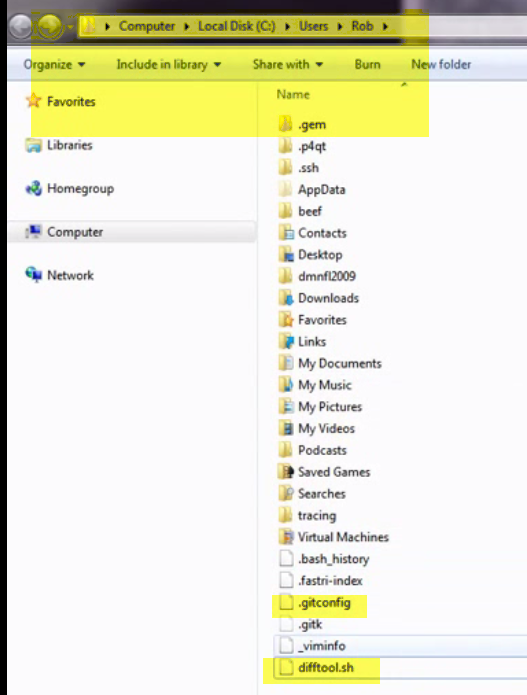 Computer Local Disk (C:) Users Rob
Organize Include in library Share with Burn New folder
Favorites
Libraries
Homegroup
Computer
Network
Name
.gem
.p4qt
.ssh
AppData
beef
Contacts
Desktop
dmnfl2009
Downloads
Favorites
Links
My Documents
My Music
My Pictures
My Videos
Podcasts
Saved Games
Searches
tracing
Virtual Machines
.bash_history
.fastri-index
.gitconfig
.gitk
_viminfo
difftool.sh